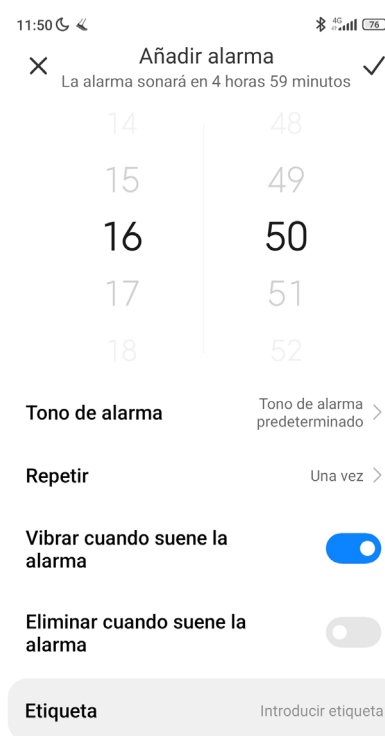 11:50 4G 76
Añadir alarma
La alarma sonará en 4 horas 59 minutos
14 48
15 49
16 50
17 51
18 52
Tono de alarma
Tono de alarma predeterminado
Repetir Una vez
Vibrar cuando suene la
alarma
Eliminar cuando suene la
alarma
Etiqueta Introducir etiqueta